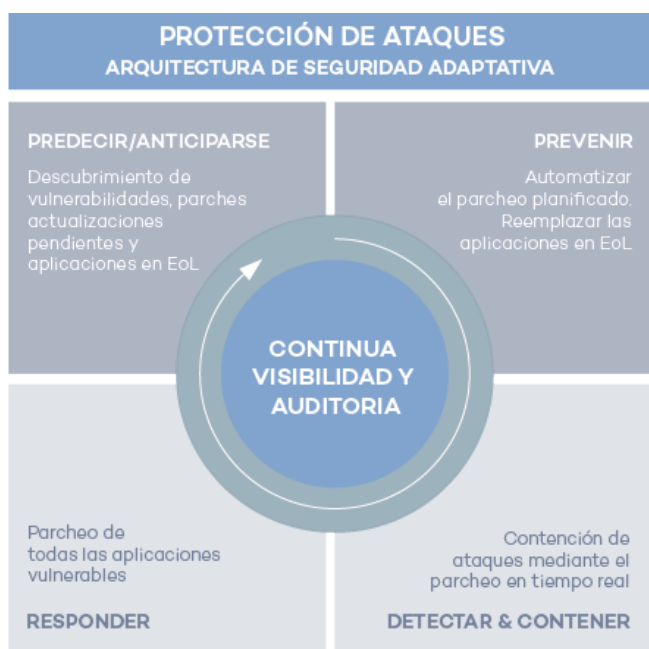 PROTECCIÓN DE ATAQUES
ARQUITECTURA DE SEGURIDAD ADAPTATIVA
PREDECIR/ANTICIPARSE
Descubrimiento de
vulnerabilidades, parches
actualizaciones
pendientes y
aplicaciones en EoL
PREVENIR
Automatizar
el parcheo planificado.
Reemplazar las
aplicaciones en EoL
CONTINUA
VISIBILIDAD Y
AUDITORIA
Parcheo de
todas las aplicaciones
vulnerables
RESPONDER
Contención de
ataques mediante el
parcheo en tiempo real
DETECTAR & CONTENER